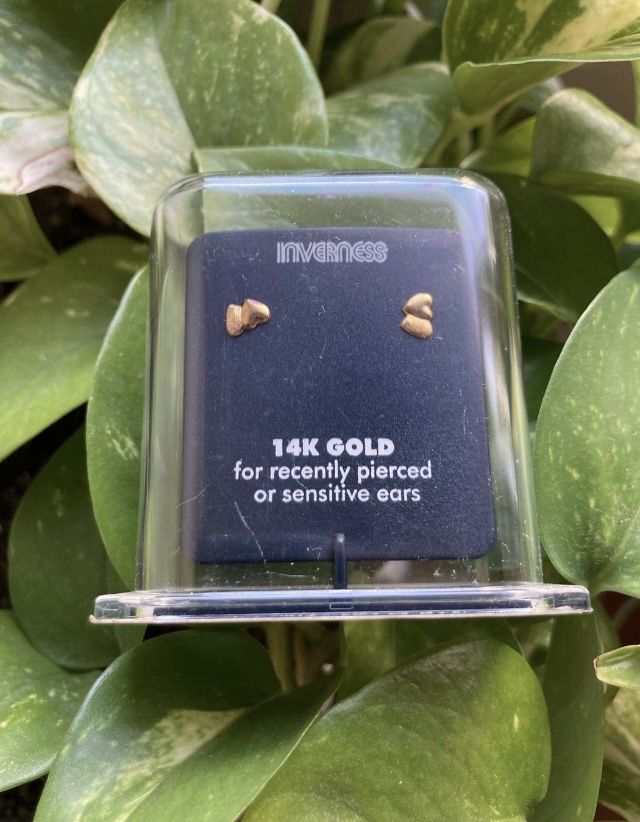 INVERNESS
14K GOLD
for recently pierced
or sensitive ears